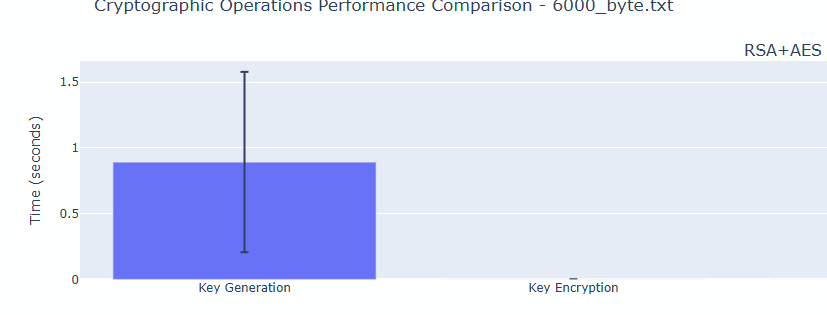 Cryptographic Operations Performance Comparison - 6000_byte.txt
RSA+AES
Time (seconds)
1.5
1
0.5
0
Key Generation
Key Encryption